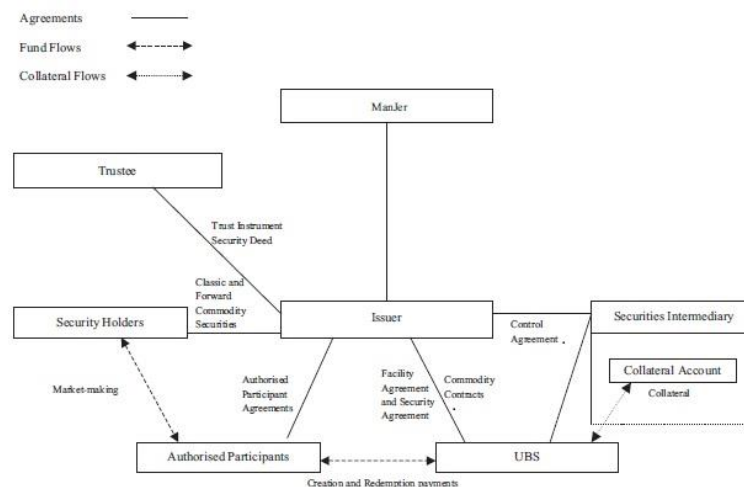 Agreements
Fund Flows
Collateral Flows
ManJer
Trustee
Trust Instrument
Security Deed
Classic and
Forward
Commodity
Securities
Security Holders
Issuer
Securities Intermediary
Control
Agreement
Collateral Account
Collateral
Market-making
Authorised
Participant
Agreements
Facility
Agreement
and Security
Agreement
Commodity
Contracts
Authorised Participants
UBS
Creation and Redemption payments